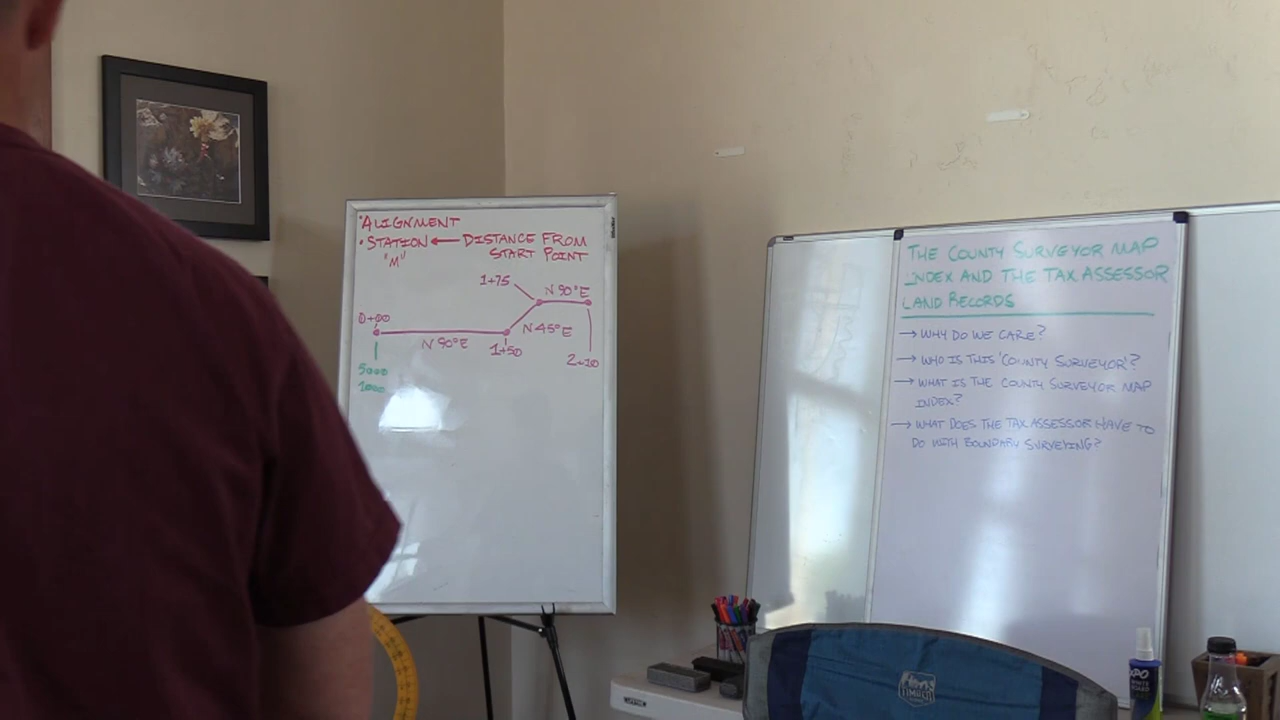 •ALIGNMENT
•STATION ← DISTANCE FROM
"M" START POINT
1+75
N 90°E
0+00
N 45°E
N 90°E
1+50
2+10
5000
1000
THE COUNTY SURVEYOR MAP
INDEX AND THE TAX ASSESSOR
LAND RECORDS
→ WHY DO WE CARE?
→ WHO IS THIS 'COUNTY SURVEYOR'?
→ WHAT IS THE COUNTY SURVEYOR MAP
INDEX?
→ WHAT DOES THE TAX ASSESSOR HAVE TO
DO WITH BOUNDARY SURVEYING?